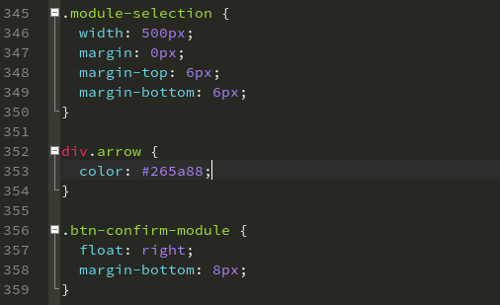 345 .module-selection {
346 width: 500px;
347 margin: 0px;
348 margin-top: 6px;
349 margin-bottom: 6px;
350 }
351
352 div.arrow {
353 color: #265a88;
354 }
355
356 .btn-confirm-module {
357 float: right;
358 margin-bottom: 8px;
359 }